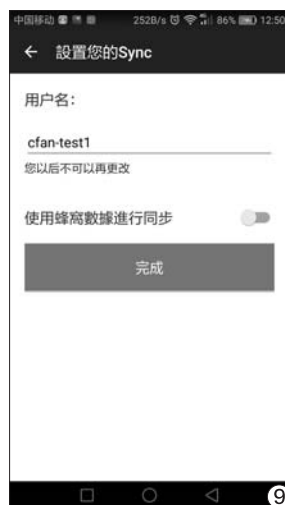 中国移动 252B/s 86% 12:50
設置您的Sync
用户名：
cfan-test1
您以后不可以再更改
使用蜂窩數據進行同步
完成
9